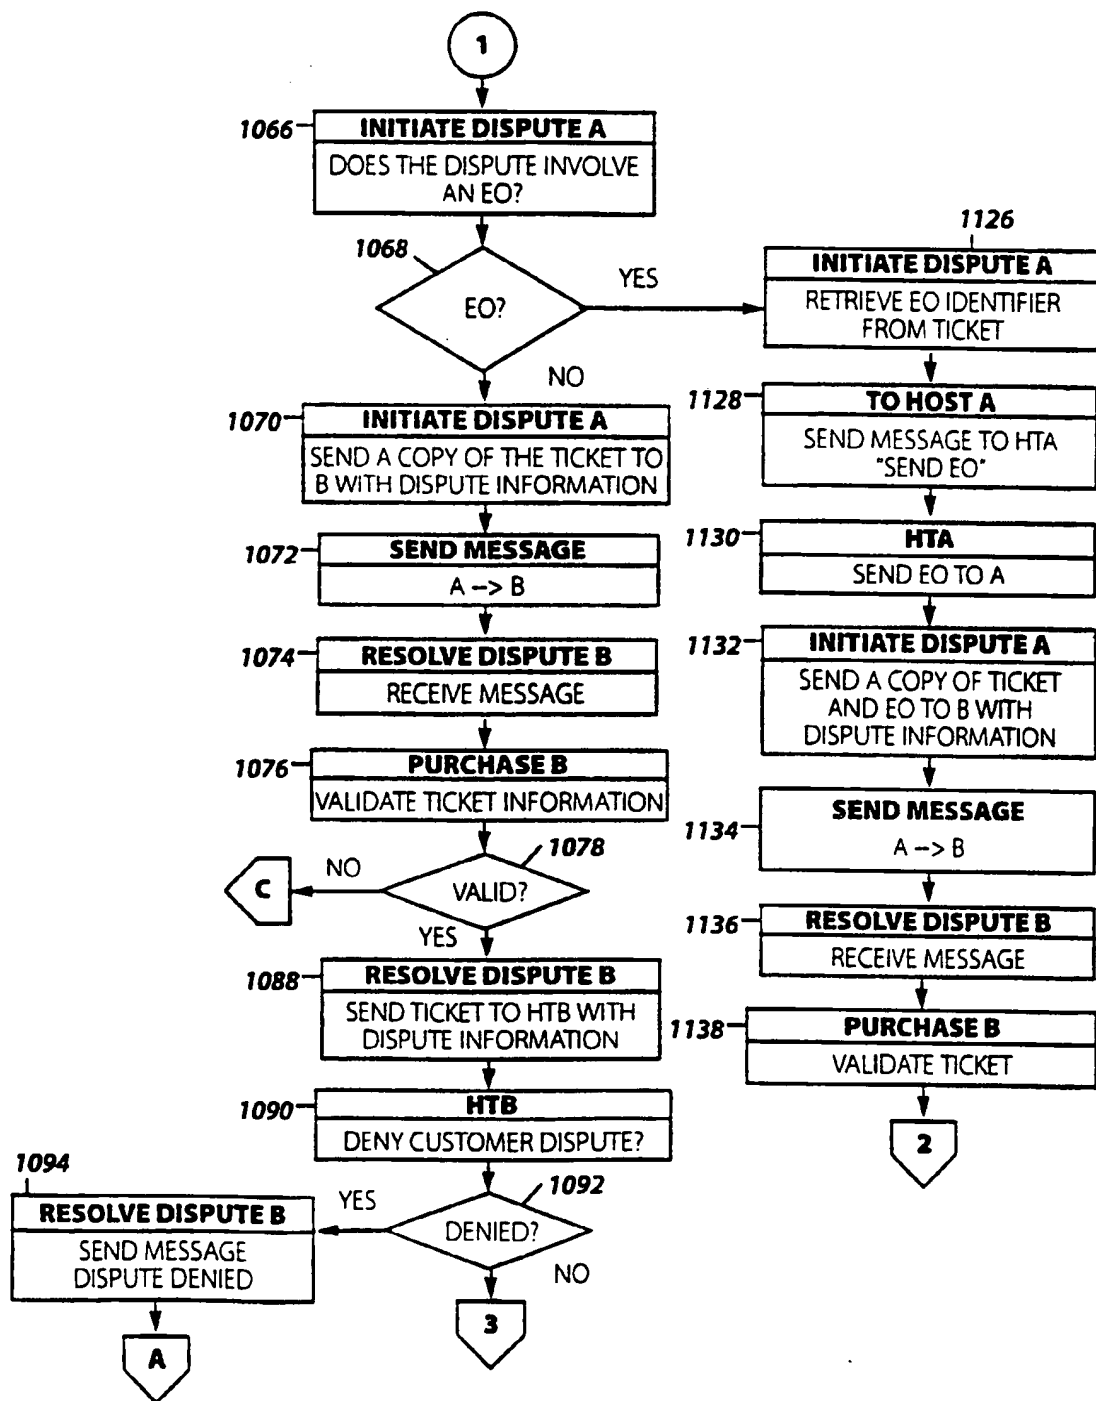 1
1066
INITIATE DISPUTE A
DOES THE DISPUTE INVOLVE
AN EO?
1068
EO?
YES
NO
1070
INITIATE DISPUTE A
SEND A COPY OF THE TICKET TO
B WITH DISPUTE INFORMATION
1072
SEND MESSAGE
A --> B
1074
RESOLVE DISPUTE B
RECEIVE MESSAGE
1076
PURCHASE B
VALIDATE TICKET INFORMATION
1078
VALID?
NO
C
YES
1088
RESOLVE DISPUTE B
SEND TICKET TO HTB WITH
DISPUTE INFORMATION
1090
HTB
DENY CUSTOMER DISPUTE?
1092
DENIED?
YES
NO
3
1094
RESOLVE DISPUTE B
SEND MESSAGE
DISPUTE DENIED
A
1126
INITIATE DISPUTE A
RETRIEVE EO IDENTIFIER
FROM TICKET
1128
TO HOST A
SEND MESSAGE TO HTA
"SEND EO"
1130
HTA
SEND EO TO A
1132
INITIATE DISPUTE A
SEND A COPY OF TICKET
AND EO TO B WITH
DISPUTE INFORMATION
1134
SEND MESSAGE
A --> B
1136
RESOLVE DISPUTE B
RECEIVE MESSAGE
1138
PURCHASE B
VALIDATE TICKET
2